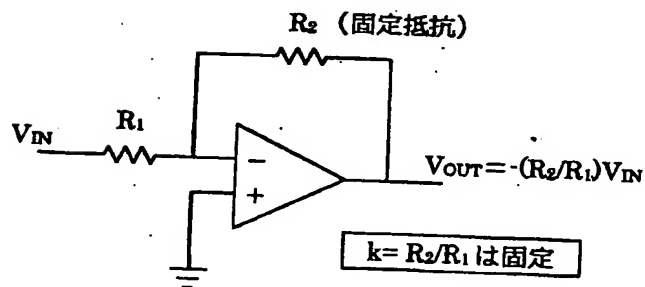 R₂ (固定抵抗)
V_IN
R₁
−
+
V_OUT=-(R₂/R₁)V_IN
k= R₂/R₁ は固定